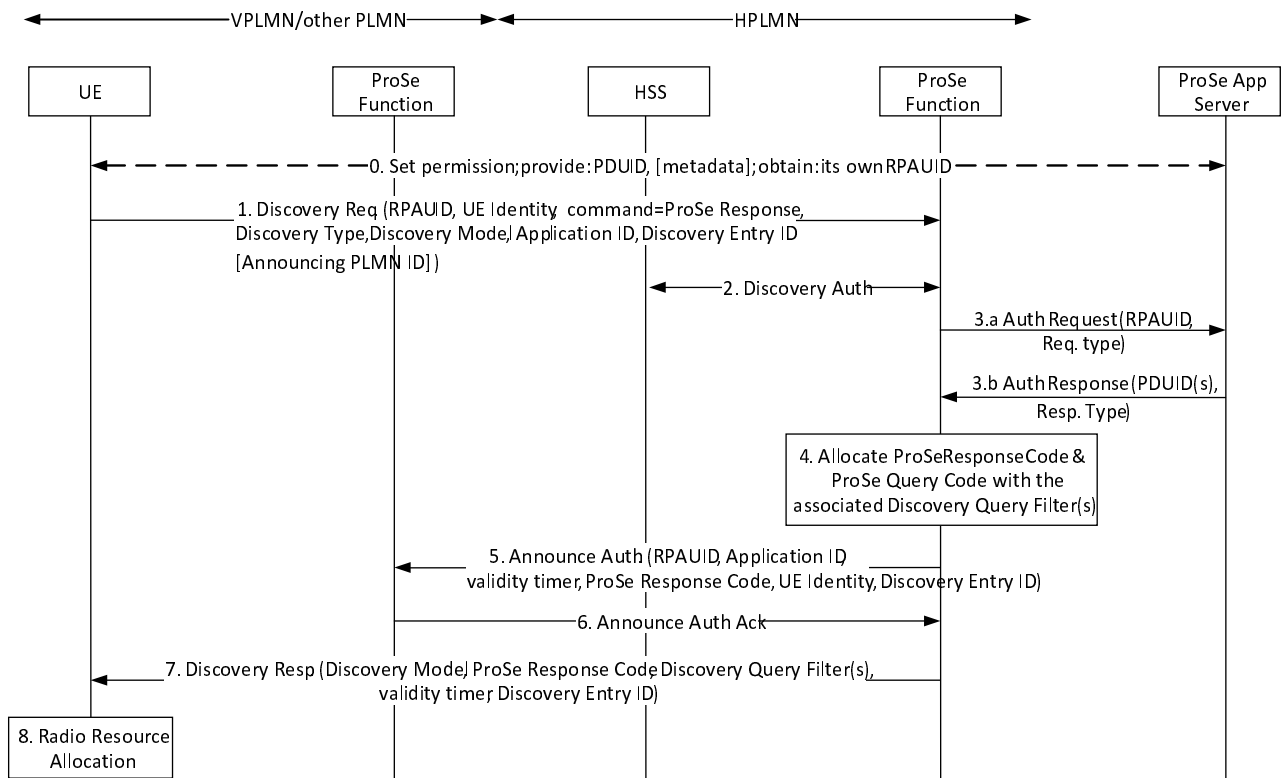 VPLMN/other PLMN
HPLMN
UE
ProSe
Function
HSS
ProSe
Function
ProSe App
Server
0. Set permission; provide: PDUID, [metadata]; obtain: its own RPAUID
1. Discovery Req. (RPAUID, UE Identity, command=ProSe Response,
Discovery Type, Discovery Mode, Application ID, Discovery Entry ID
[Announcing PLMN ID] )
2. Discovery Auth
3.a Auth Request (RPAUID,
Req. type)
3.b Auth Response (PDUID(s),
Resp. Type)
4. Allocate ProSe Response Code &
ProSe Query Code with the
associated Discovery Query Filter(s)
5. Announce Auth. (RPAUID, Application ID,
validity timer, ProSe Response Code, UE Identity, Discovery Entry ID)
6. Announce Auth Ack
7. Discovery Resp (Discovery Mode, ProSe Response Code, Discovery Query Filter(s),
validity timer, Discovery Entry ID)
8. Radio Resource
Allocation